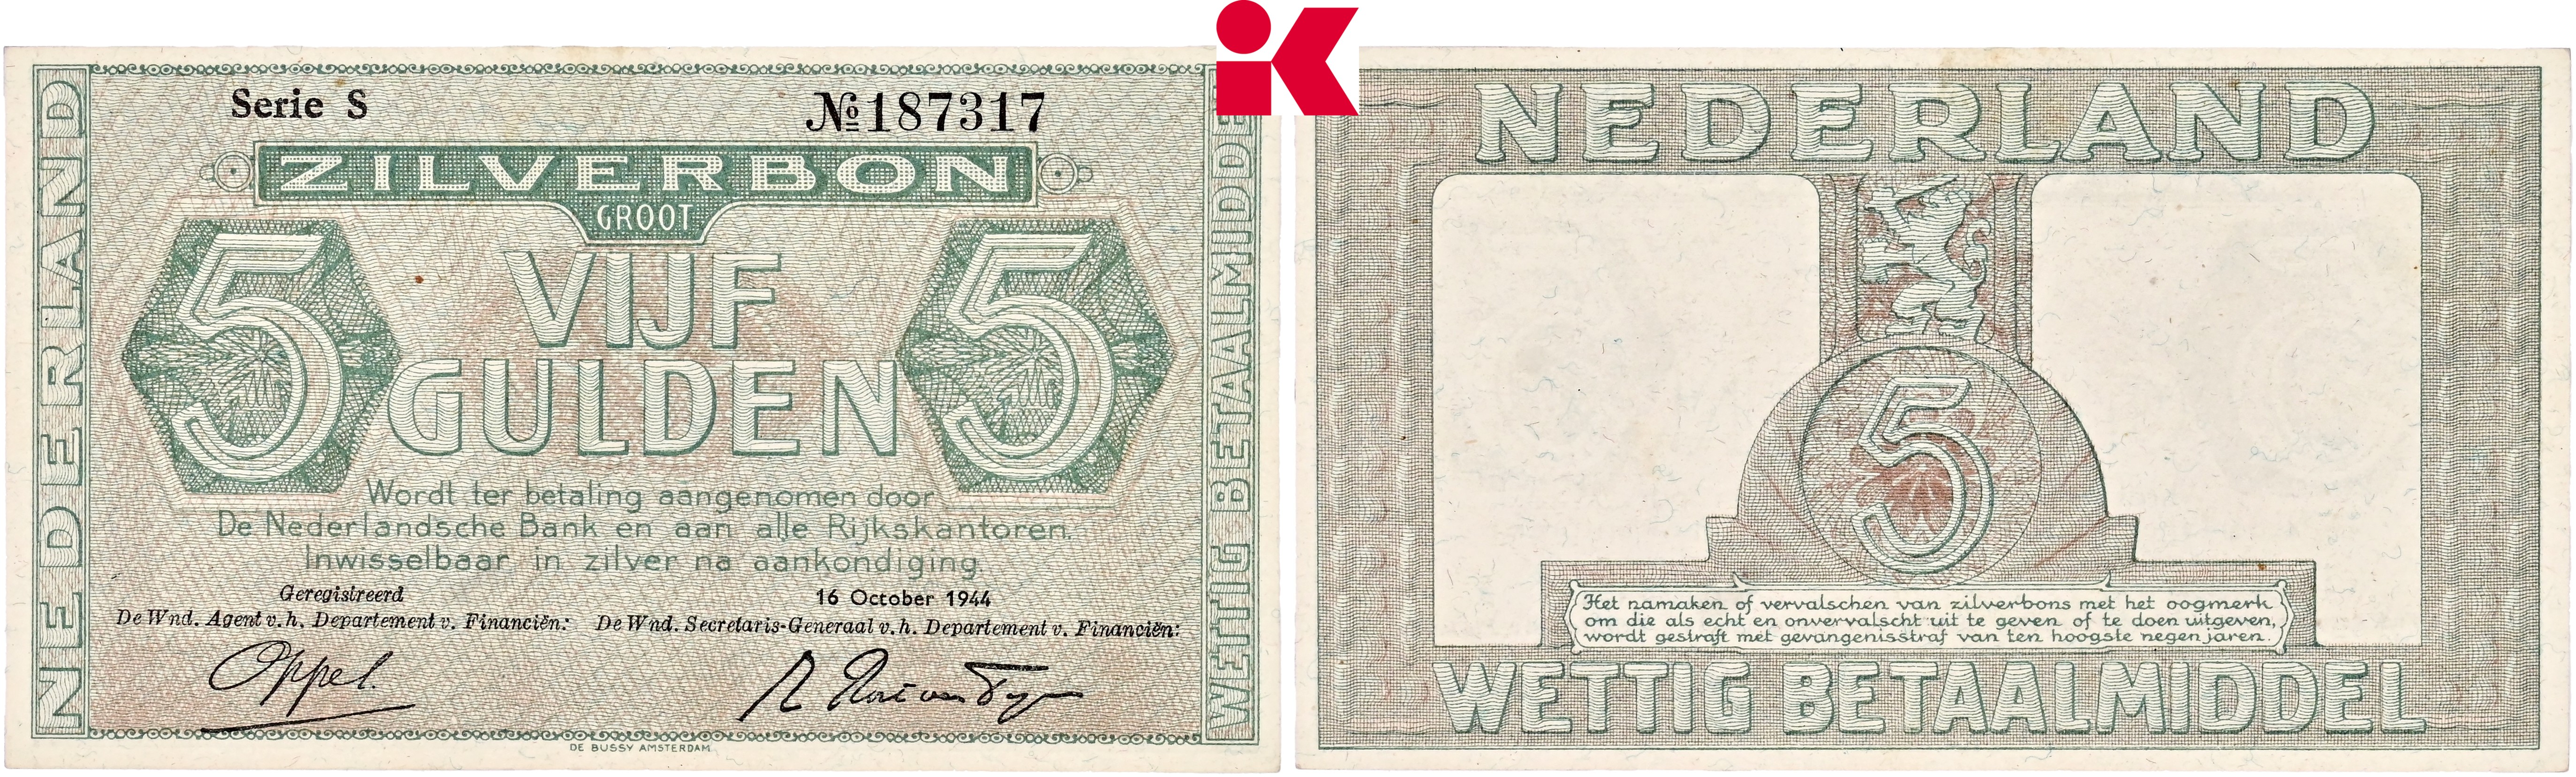 Serie S
№ 187317
ZILVERBON
GROOT
5
VIJF
GULDEN
5
Wordt ter betaling aangenomen door
De Nederlandsche Bank en aan alle Rijkskantoren.
Inwisselbaar in zilver na aankondiging.
Geregistreerd
16 October 1944
De Wnd. Agent v. h. Departement v. Financiën:
De Wnd. Secretaris-Generaal v. h. Departement v. Financiën:
Oppel.
NEDERLAND
WETTIG BETAALMIDDE
DE BUSSY AMSTERDAM
K
NEDERLAND
5
Het namaken of vervalschen van zilverbons met het oogmerk
om die als echt en onvervalscht uit te geven of te doen uitgeven,
wordt gestraft met gevangenisstraf van ten hoogste negen jaren.
WETTIG BETAALMIDDEL